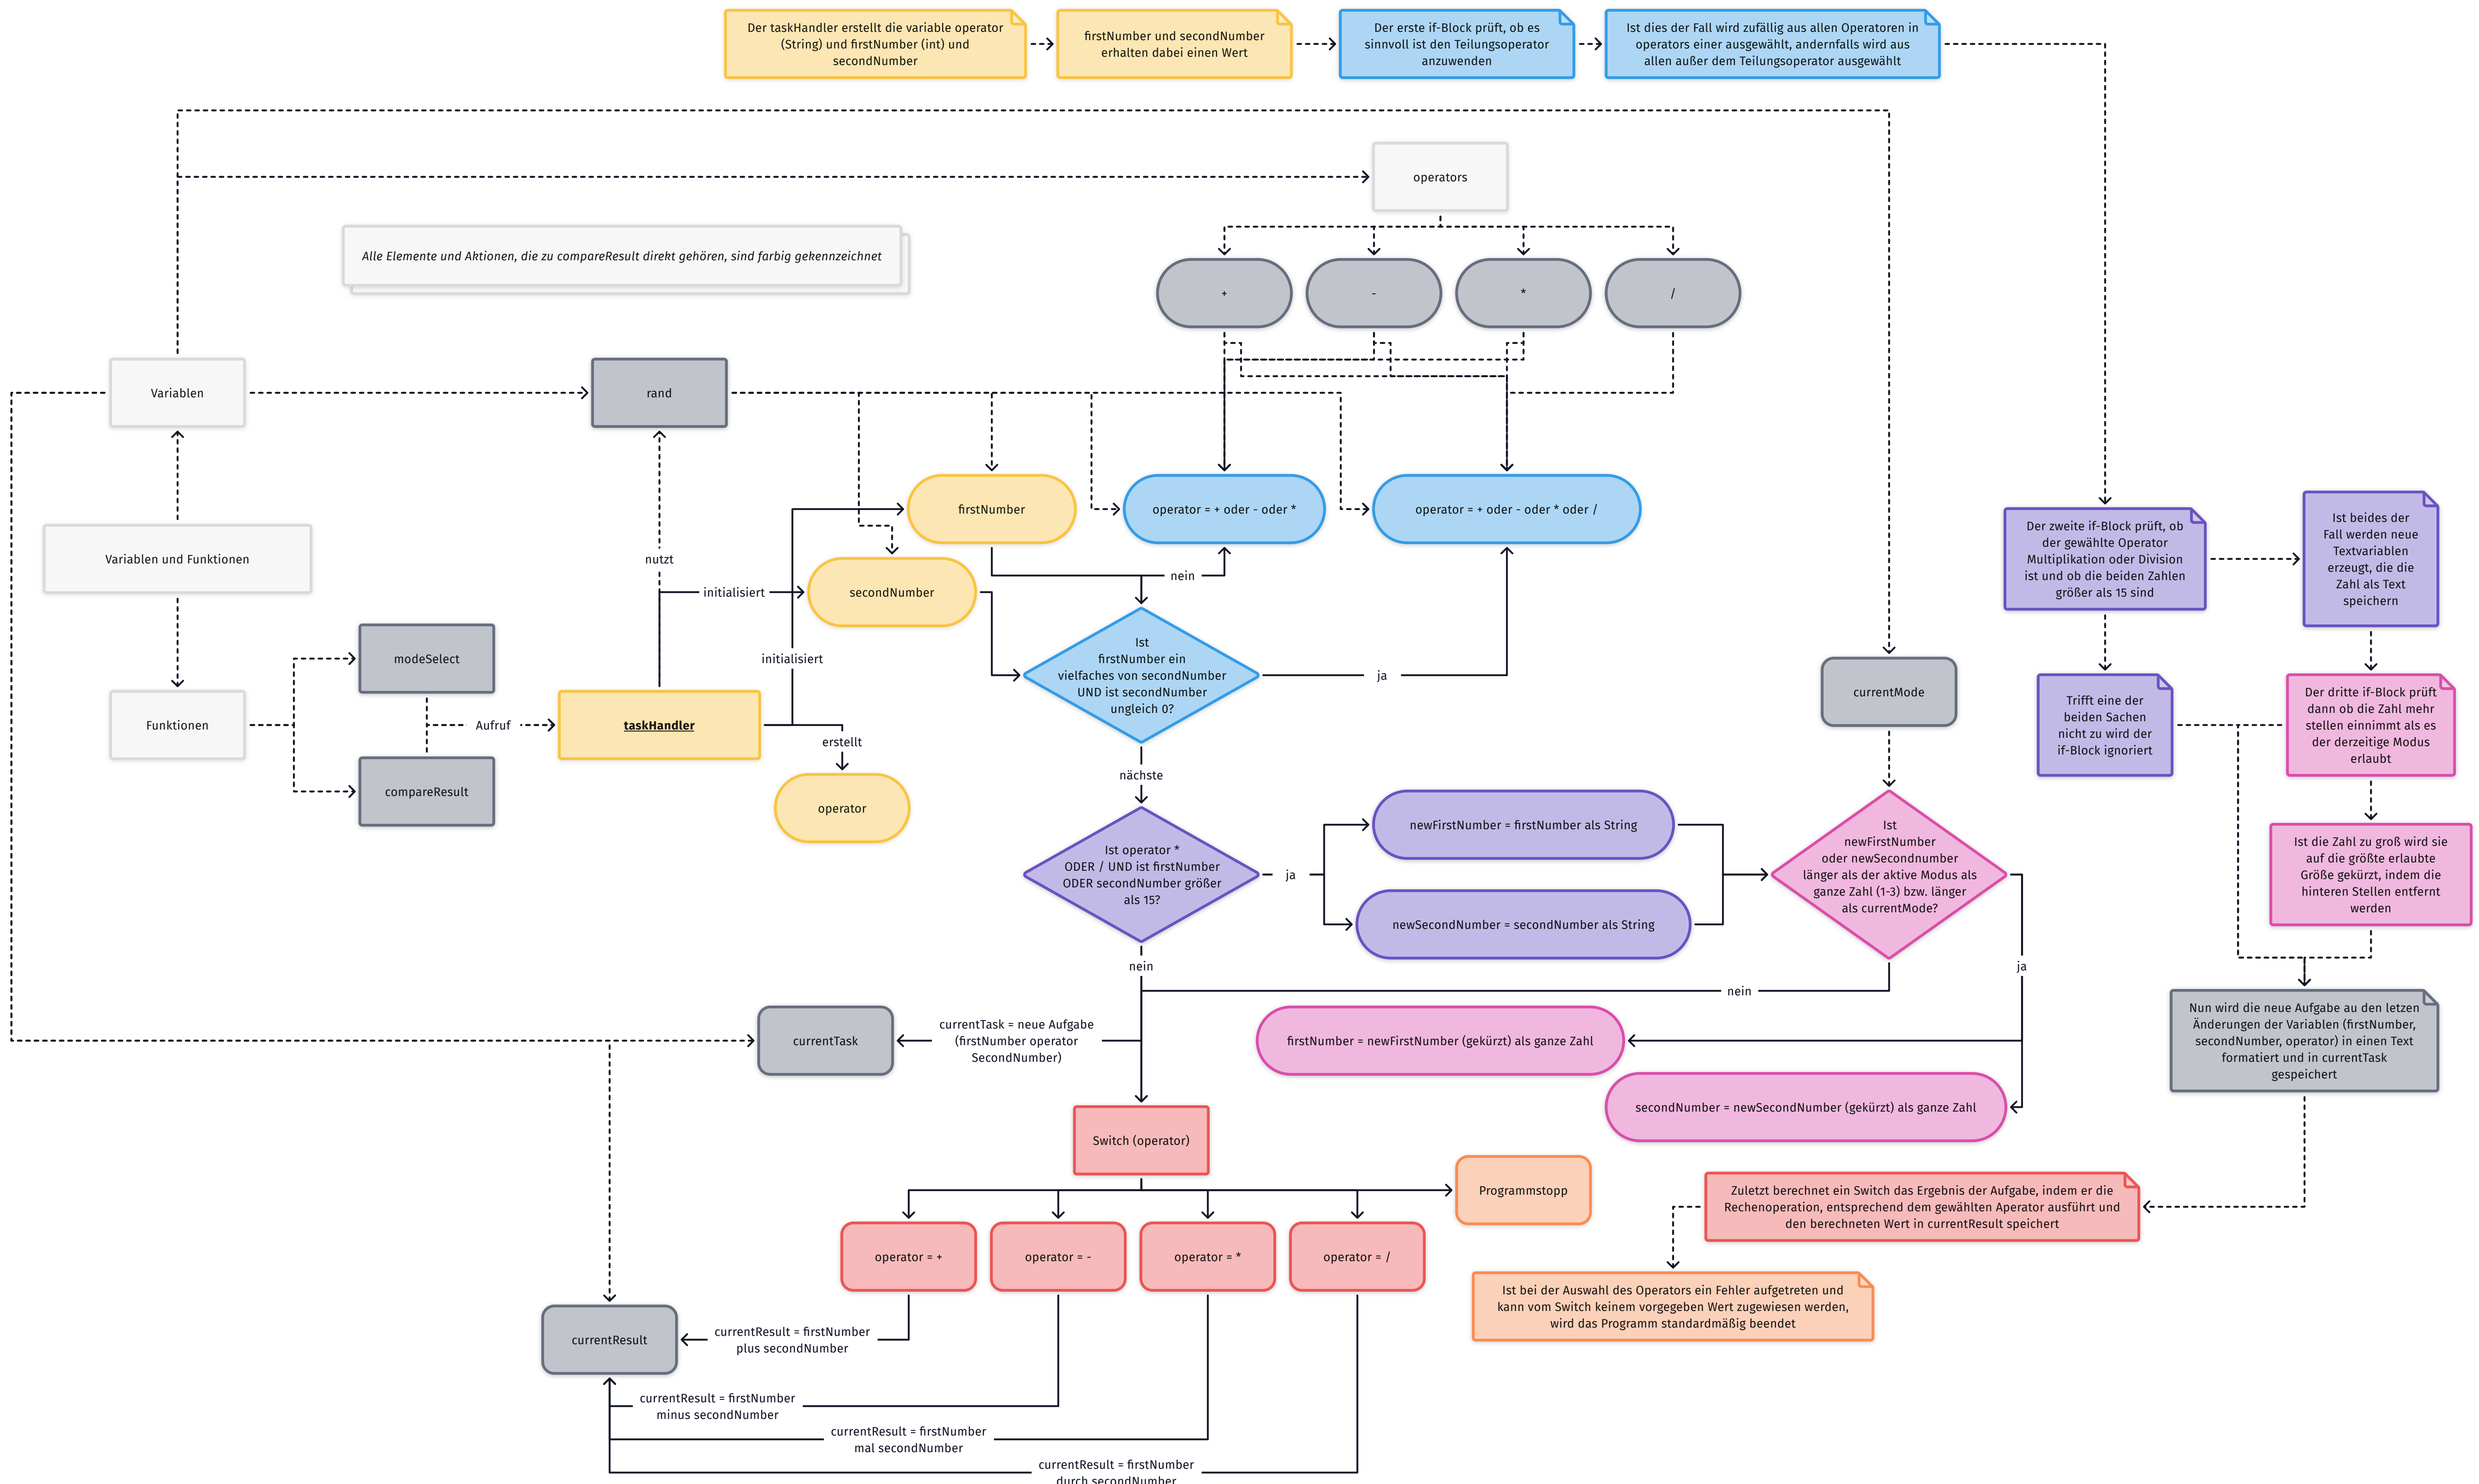 Der taskHandler erstellt die variable operator
(String) und firstNumber (int) und
secondNumber
firstNumber und secondNumber
erhalten dabei einen Wert
Der erste if-Block prüft, ob es
sinnvoll ist den Teilungsoperator
anzuwenden
Ist dies der Fall wird zufällig aus allen Operatoren in
operators einer ausgewählt, andernfalls wird aus
allen außer dem Teilungsoperator ausgewählt
operators
Alle Elemente und Aktionen, die zu compareResult direkt gehören, sind farbig gekennzeichnet
+
-
*
/
Variablen
rand
firstNumber
operator = + oder - oder *
operator = + oder - oder * oder /
Variablen und Funktionen
nutzt
initialisiert
secondNumber
nein
initialisiert
Ist
firstNumber ein
vielfaches von secondNumber
UND ist secondNumber
ungleich 0?
ja
modeSelect
Funktionen
Aufruf
taskHandler
compareResult
erstellt
operator
nächste
currentMode
Der zweite if-Block prüft, ob
der gewählte Operator
Multiplikation oder Division
ist und ob die beiden Zahlen
größer als 15 sind
Ist beides der
Fall werden neue
Textvariablen
erzeugt, die die
Zahl als Text
speichern
Trifft eine der
beiden Sachen
nicht zu wird der
if-Block ignoriert
Der dritte if-Block prüft
dann ob die Zahl mehr
stellen einnimmt als es
der derzeitige Modus
erlaubt
Ist operator *
ODER / UND ist firstNumber
ODER secondNumber größer
als 15?
ja
newFirstNumber = firstNumber als String
newSecondNumber = secondNumber als String
Ist
newFirstNumber
oder newSecondnumber
länger als der aktive Modus als
ganze Zahl (1-3) bzw. länger
als currentMode?
Ist die Zahl zu groß wird sie
auf die größte erlaubte
Größe gekürzt, indem die
hinteren Stellen entfernt
werden
nein
ja
nein
currentTask
currentTask = neue Aufgabe
(firstNumber operator
SecondNumber)
firstNumber = newFirstNumber (gekürzt) als ganze Zahl
secondNumber = newSecondNumber (gekürzt) als ganze Zahl
Nun wird die neue Aufgabe au den letzen
Änderungen der Variablen (firstNumber,
secondNumber, operator) in einen Text
formatiert und in currentTask
gespeichert
Switch (operator)
Programmstopp
Zuletzt berechnet ein Switch das Ergebnis der Aufgabe, indem er die
Rechenoperation, entsprechend dem gewählten Aperator ausführt und
den berechneten Wert in currentResult speichert
operator = +
operator = -
operator = *
operator = /
Ist bei der Auswahl des Operators ein Fehler aufgetreten und
kann vom Switch keinem vorgegeben Wert zugewiesen werden,
wird das Programm standardmäßig beendet
currentResult
currentResult = firstNumber
plus secondNumber
currentResult = firstNumber
minus secondNumber
currentResult = firstNumber
mal secondNumber
currentResult = firstNumber
durch secondNumber